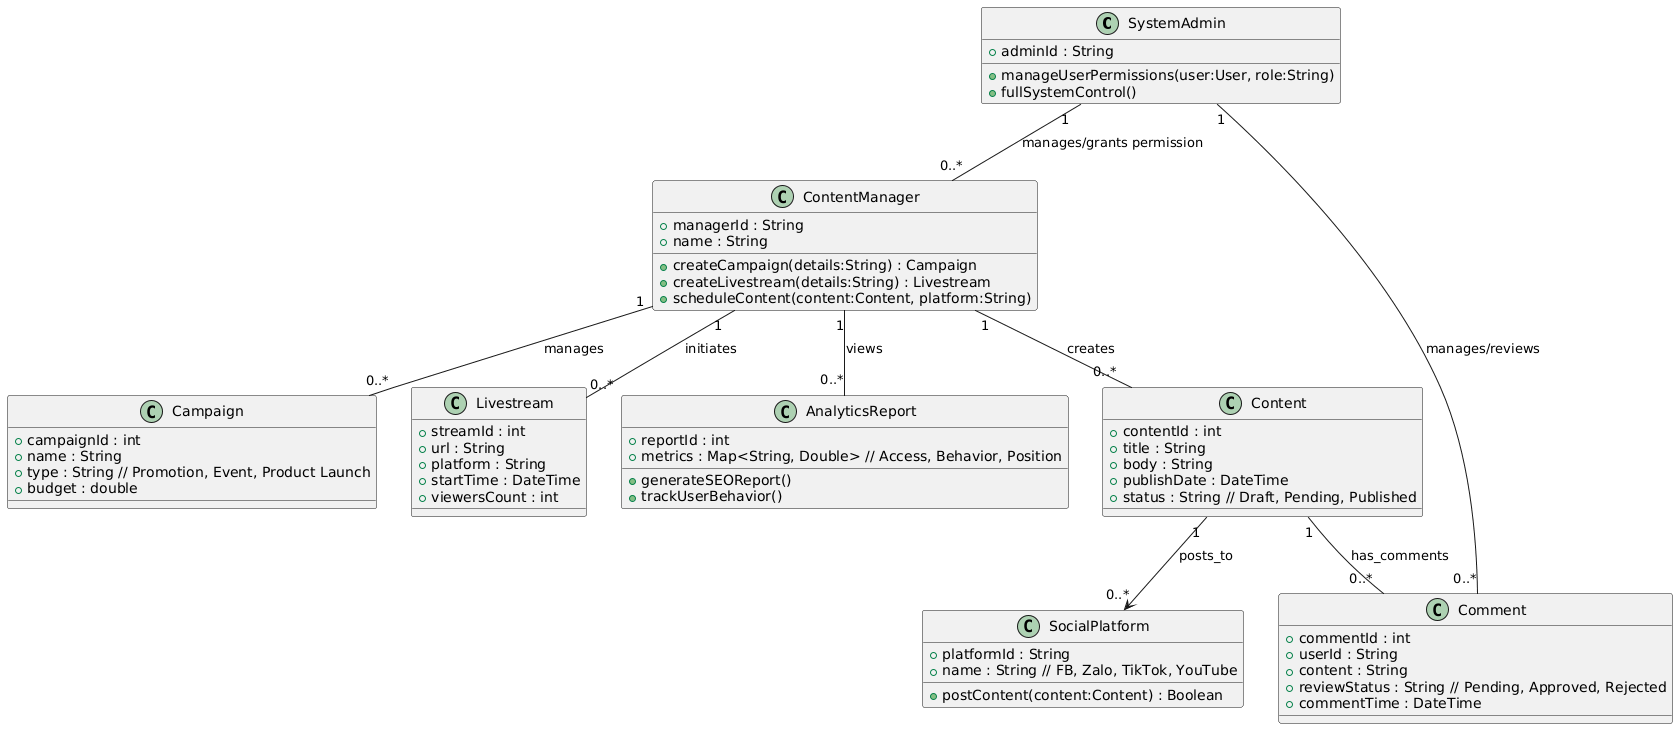 C SystemAdmin
adminId : String
manageUserPermissions(user:User, role:String)
fullSystemControl()
1
1
manages/grants permission
0..*
C ContentManager
managerId : String
name : String
createCampaign(details:String) : Campaign
createLivestream(details:String) : Livestream
scheduleContent(content:Content, platform:String)
1
1
1
1
manages
initiates
views
creates
manages/reviews
0..*
0..*
0..*
0..*
C Campaign
campaignId : int
name : String
type : String // Promotion, Event, Product Launch
budget : double
C Livestream
streamId : int
url : String
platform : String
startTime : DateTime
viewersCount : int
C AnalyticsReport
reportId : int
metrics : Map<String, Double> // Access, Behavior, Position
generateSEOReport()
trackUserBehavior()
C Content
contentId : int
title : String
body : String
publishDate : DateTime
status : String // Draft, Pending, Published
1
1
posts_to
has_comments
0..*
0..*
0..*
C SocialPlatform
platformId : String
name : String // FB, Zalo, TikTok, YouTube
postContent(content:Content) : Boolean
C Comment
commentId : int
userId : String
content : String
reviewStatus : String // Pending, Approved, Rejected
commentTime : DateTime